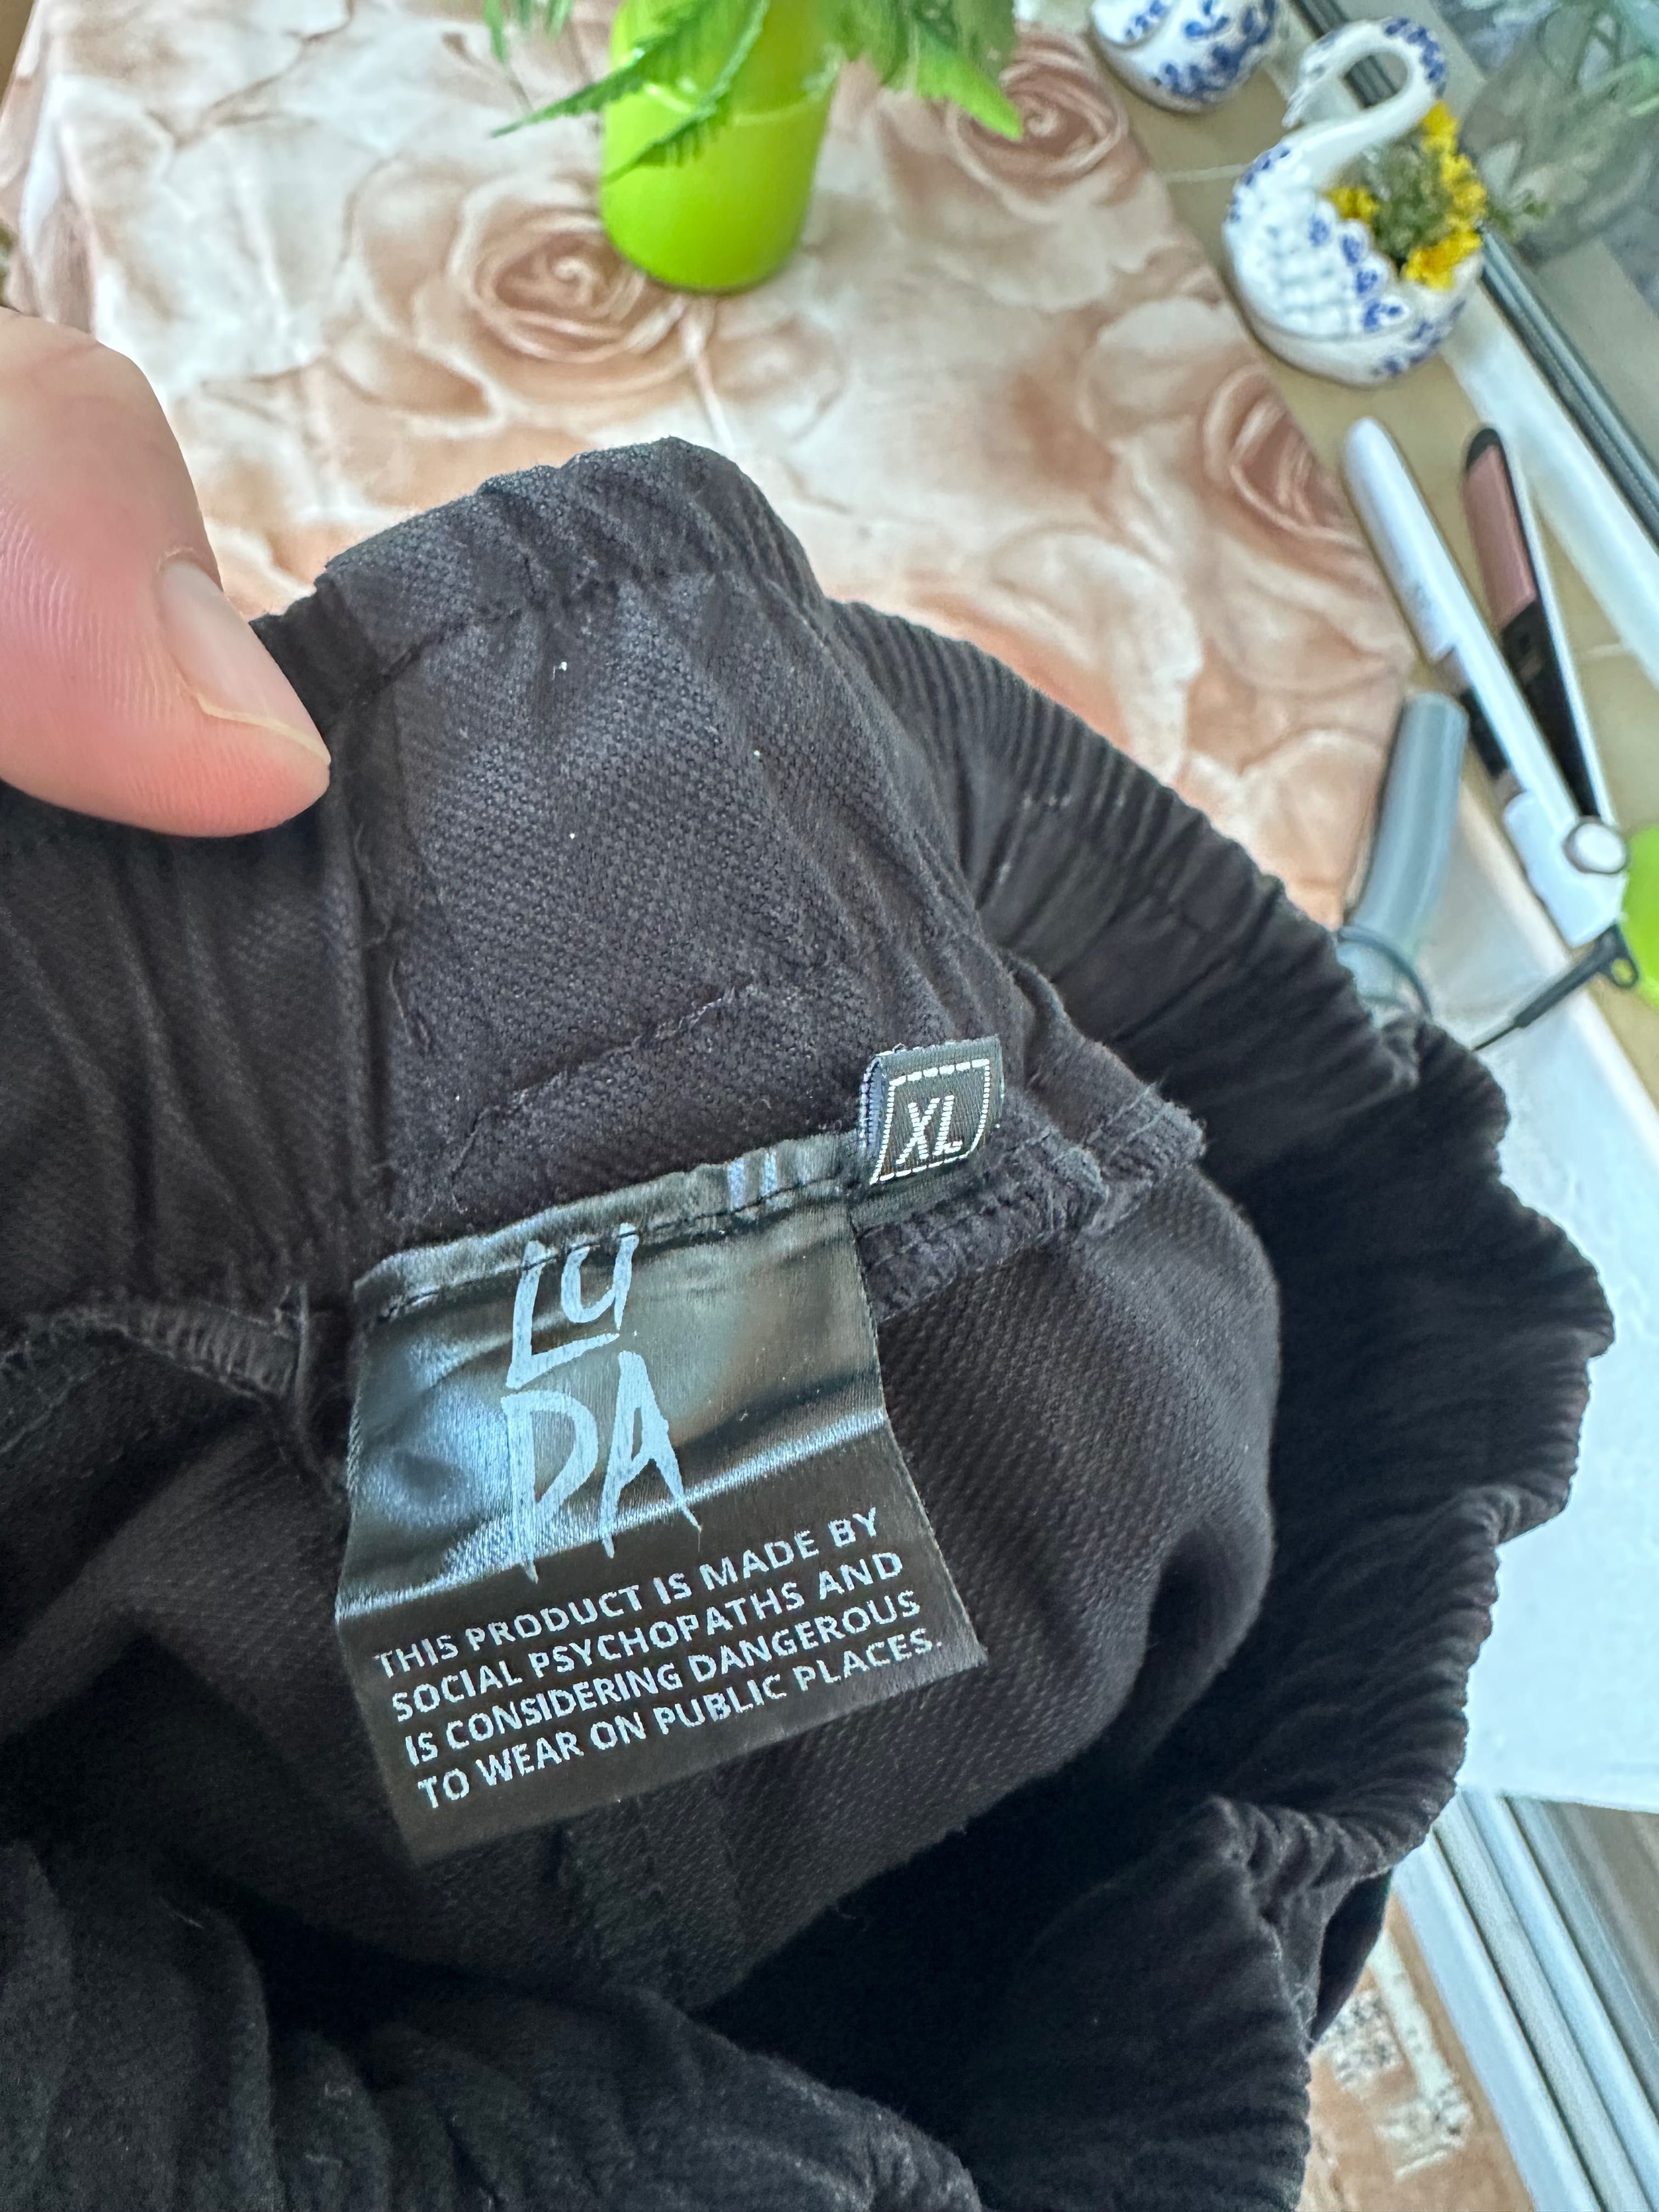 XL
LU
DA
THIS PRODUCT IS MADE BY
SOCIAL PSYCHOPATHS AND
IS CONSIDERING DANGEROUS
TO WEAR ON PUBLIC PLACES.